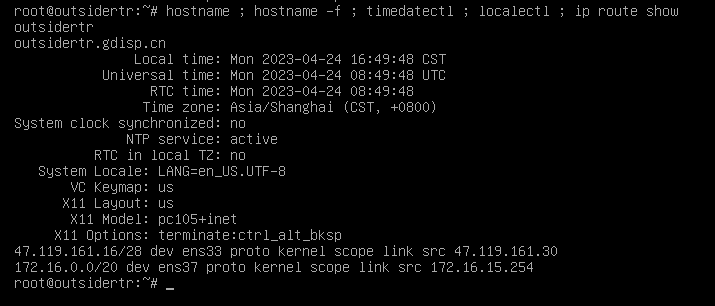 root@outsidertr:~# hostname ; hostname -f ; timedatectl ; localectl ; ip route show
outsidertr
outsidertr.gdisp.cn
Local time: Mon 2023-04-24 16:49:48 CST
Universal time: Mon 2023-04-24 08:49:48 UTC
RTC time: Mon 2023-04-24 08:49:48
Time zone: Asia/Shanghai (CST, +0800)
System clock synchronized: no
NTP service: active
RTC in local TZ: no
System Locale: LANG=en_US.UTF-8
VC Keymap: us
X11 Layout: us
X11 Model: pc105+inet
X11 Options: terminate:ctrl_alt_bksp
47.119.161.16/28 dev ens33 proto kernel scope link src 47.119.161.30
172.16.0.0/20 dev ens37 proto kernel scope link src 172.16.15.254
root@outsidertr:~# _